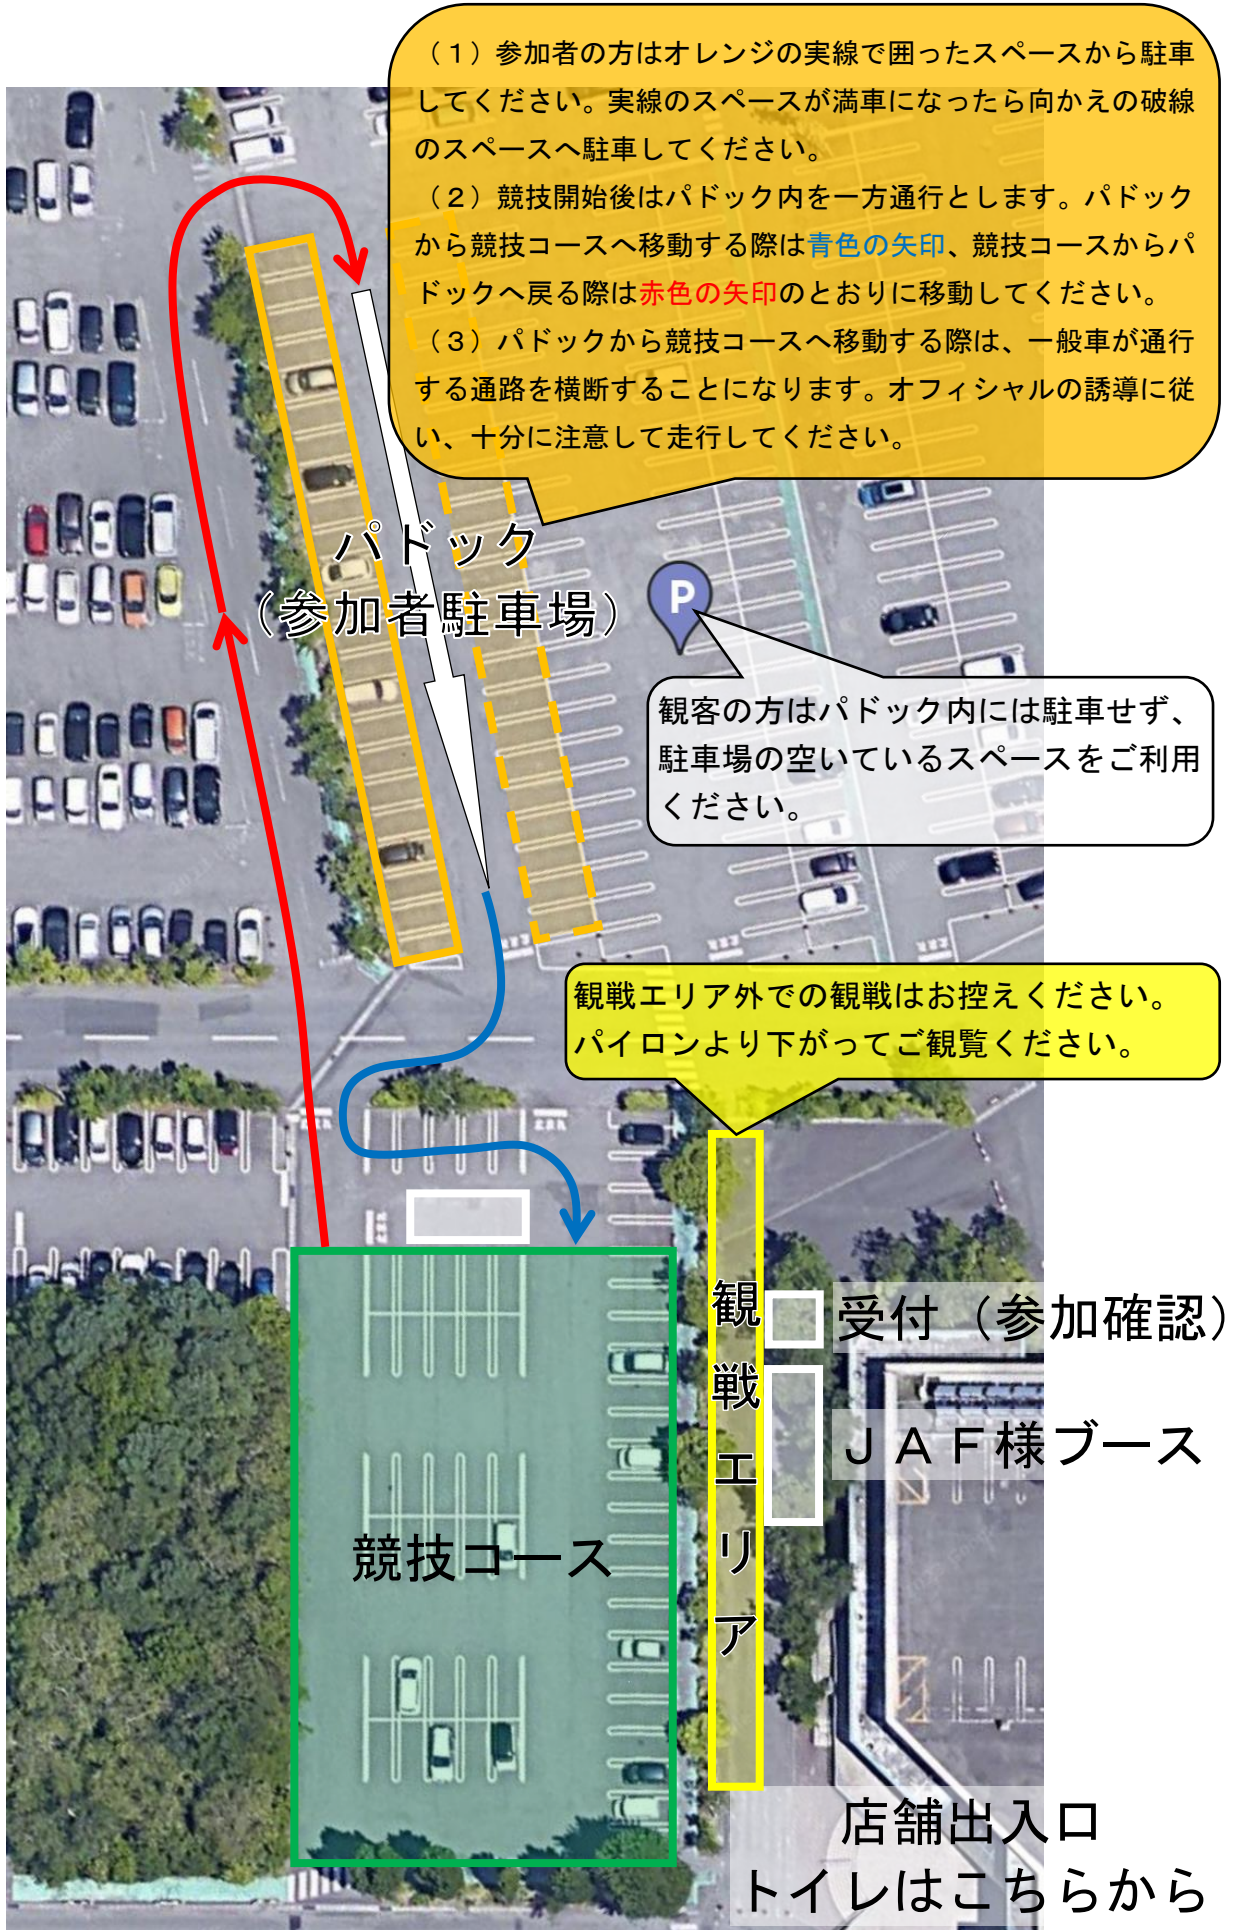 （１）参加者の方はオレンジの実線で囲ったスペースから駐車
してください。実線のスペースが満車になったら向かえの破線
のスペースへ駐車してください。
（２）競技開始後はパドック内を一方通行とします。パドック
から競技コースへ移動する際は青色の矢印、競技コースからパ
ドックへ戻る際は赤色の矢印のとおりに移動してください。
（３）パドックから競技コースへ移動する際は、一般車が通行
する通路を横断することになります。オフィシャルの誘導に従
い、十分に注意して走行してください。
パドック
（参加者駐車場）
P
観客の方はパドック内には駐車せず、
駐車場の空いているスペースをご利用
ください。
観戦エリア外での観戦はお控えください。
パイロンより下がってご観覧ください。
観戦エリア
受付（参加確認）
ＪＡＦ様ブース
競技コース
店舗出入口
トイレはこちらから